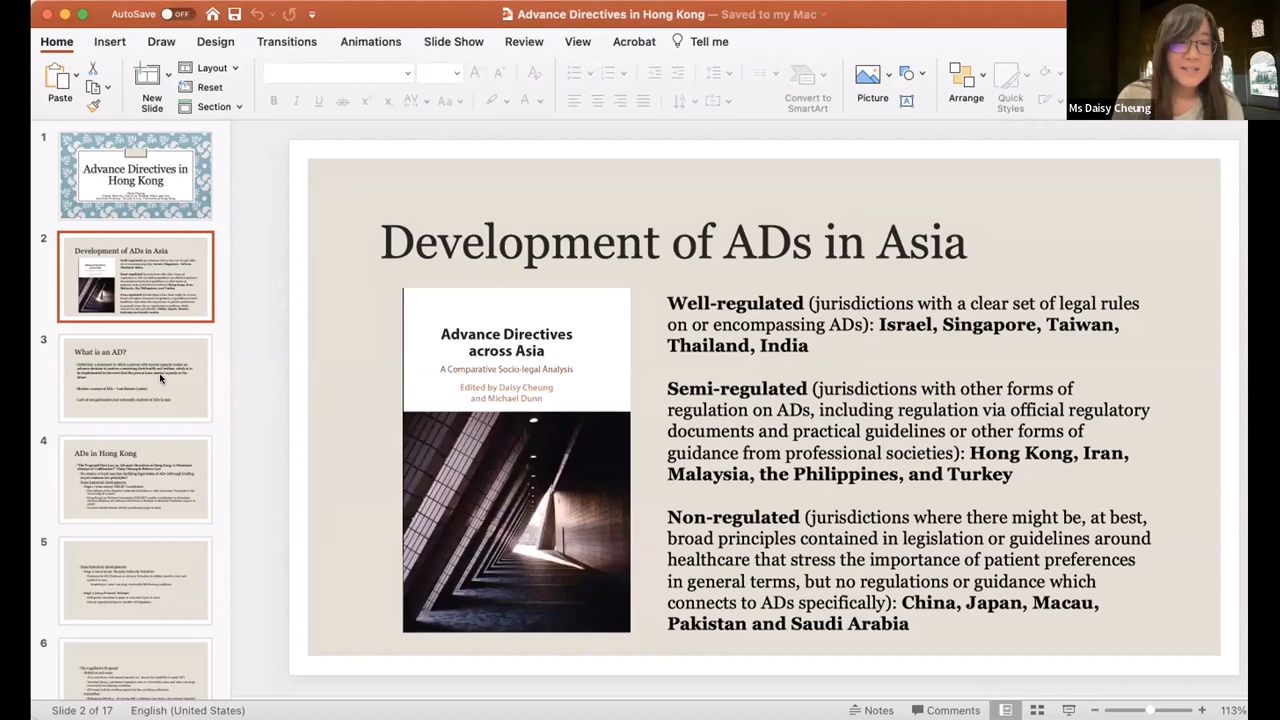 AutoSave OFF
Advance Directives in Hong Kong — Saved to my Mac
Home Insert Draw Design Transitions Animations Slide Show Review View Acrobat Tell me
Paste
New
Slide
Layout
Reset
Section
Convert to
SmartArt
Picture
Arrange
Quick
Styles
Ms Daisy Cheung
1
Advance Directives in
Hong Kong
2
Development of ADs in Asia
3
What is an AD?
4
ADs in Hong Kong
5
6
Development of ADs in Asia
Advance Directives
across Asia
A Comparative Socio-legal Analysis
Edited by Daisy Cheung
and Michael Dunn
Well-regulated (jurisdictions with a clear set of legal rules
on or encompassing ADs): Israel, Singapore, Taiwan,
Thailand, India
Semi-regulated (jurisdictions with other forms of
regulation on ADs, including regulation via official regulatory
documents and practical guidelines or other forms of
guidance from professional societies): Hong Kong, Iran,
Malaysia, the Philippines, and Turkey
Non-regulated (jurisdictions where there might be, at best,
broad principles contained in legislation or guidelines around
healthcare that stress the importance of patient preferences
in general terms, but no regulations or guidance which
connects to ADs specifically): China, Japan, Macau,
Pakistan and Saudi Arabia
Slide 2 of 17 English (United States)
Notes Comments
113%